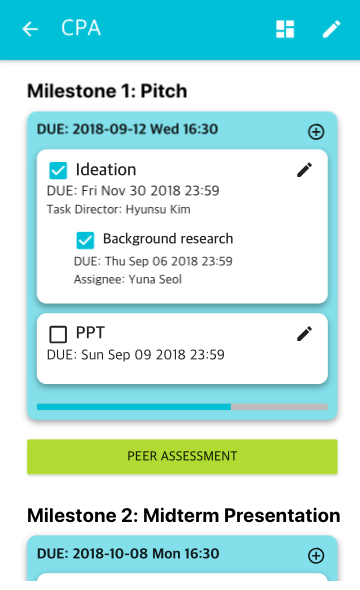 CPA
Milestone 1: Pitch
DUE: 2018-09-12 Wed 16:30
Ideation
DUE: Fri Nov 30 2018 23:59
Task Director: Hyunsu Kim
Background research
DUE: Thu Sep 06 2018 23:59
Assignee: Yuna Seol
PPT
DUE: Sun Sep 09 2018 23:59
PEER ASSESSMENT
Milestone 2: Midterm Presentation
DUE: 2018-10-08 Mon 16:30